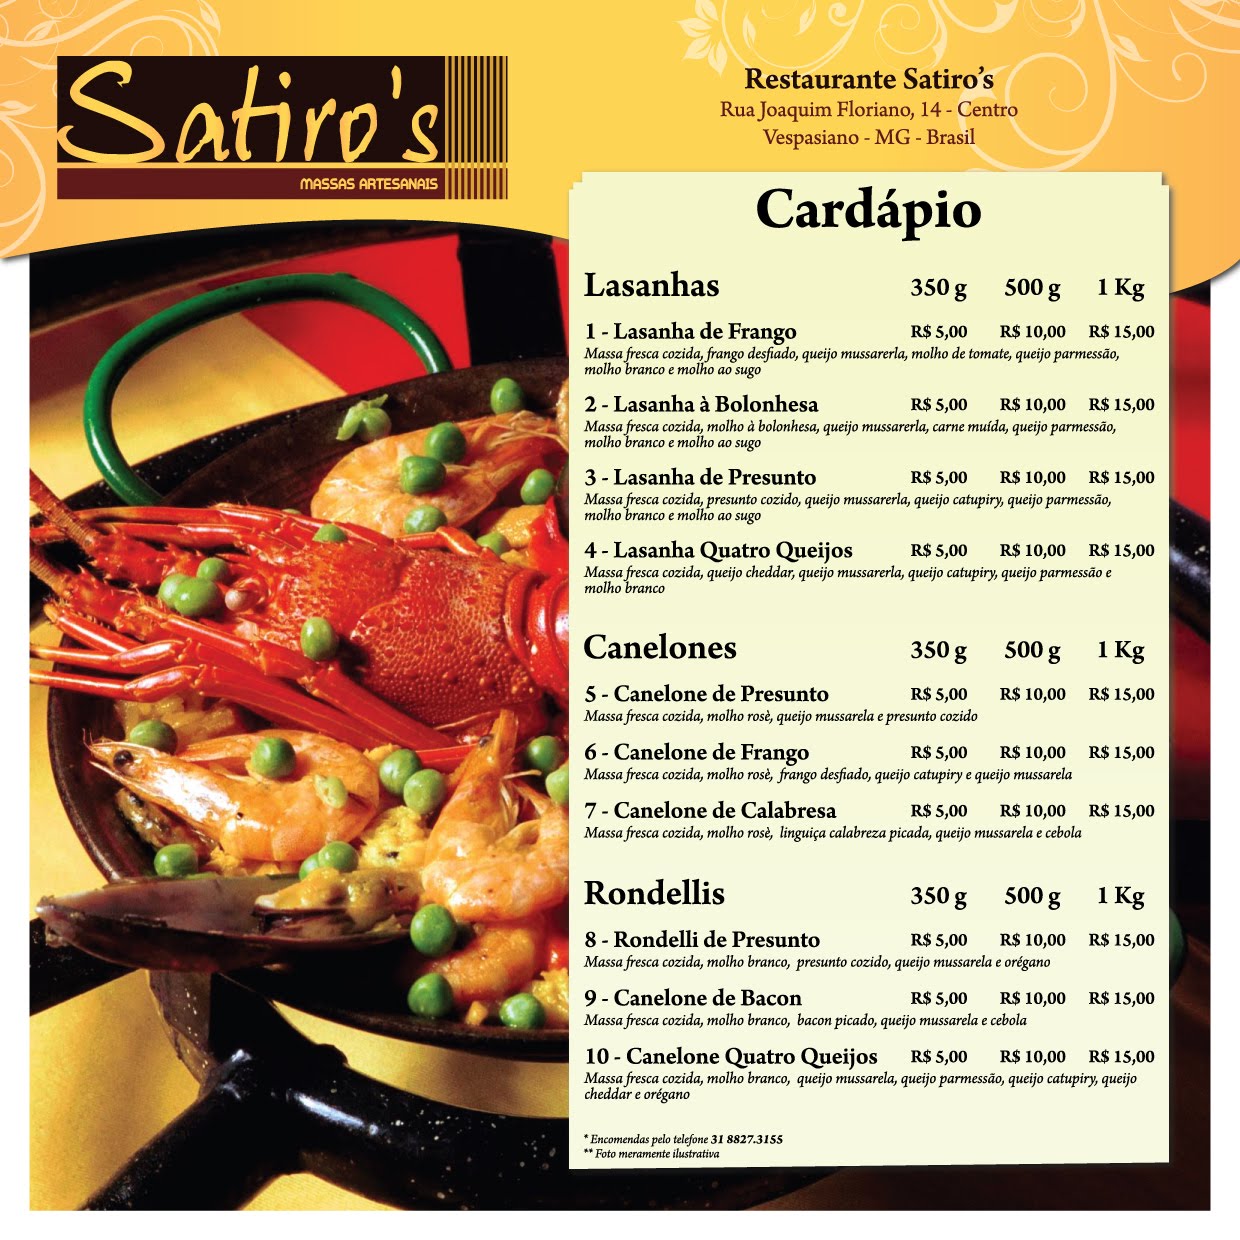 Satiro's
MASSAS ARTESANAIS
Restaurante Satiro's
Rua Joaquim Floriano, 14 - Centro
Vespasiano - MG - Brasil
Cardápio
Lasanhas 350 g 500 g 1 Kg
1 - Lasanha de Frango R$ 5,00 R$ 10,00 R$ 15,00
Massa fresca cozida, frango desfiado, queijo mussarerla, molho de tomate, queijo parmessão,
molho branco e molho ao sugo
2 - Lasanha à Bolonhesa R$ 5,00 R$ 10,00 R$ 15,00
Massa fresca cozida, molho à bolonhesa, queijo mussarerla, carne muída, queijo parmessão,
molho branco e molho ao sugo
3 - Lasanha de Presunto R$ 5,00 R$ 10,00 R$ 15,00
Massa fresca cozida, presunto cozido, queijo mussarerla, queijo catupiry, queijo parmessão,
molho branco e molho ao sugo
4 - Lasanha Quatro Queijos R$ 5,00 R$ 10,00 R$ 15,00
Massa fresca cozida, queijo cheddar, queijo mussarerla, queijo catupiry, queijo parmessão e
molho branco
Canelones 350 g 500 g 1 Kg
5 - Canelone de Presunto R$ 5,00 R$ 10,00 R$ 15,00
Massa fresca cozida, molho rosè, queijo mussarela e presunto cozido
6 - Canelone de Frango R$ 5,00 R$ 10,00 R$ 15,00
Massa fresca cozida, molho rosè, frango desfiado, queijo catupiry e queijo mussarela
7 - Canelone de Calabresa R$ 5,00 R$ 10,00 R$ 15,00
Massa fresca cozida, molho rosè, linguiça calabreza picada, queijo mussarela e cebola
Rondellis 350 g 500 g 1 Kg
8 - Rondelli de Presunto R$ 5,00 R$ 10,00 R$ 15,00
Massa fresca cozida, molho branco, presunto cozido, queijo mussarela e orégano
9 - Canelone de Bacon R$ 5,00 R$ 10,00 R$ 15,00
Massa fresca cozida, molho branco, bacon picado, queijo mussarela e cebola
10 - Canelone Quatro Queijos R$ 5,00 R$ 10,00 R$ 15,00
Massa fresca cozida, molho branco, queijo mussarela, queijo parmessão, queijo catupiry, queijo
cheddar e orégano
* Encomendas pelo telefone 31 8827.3155
** Foto meramente ilustrativa